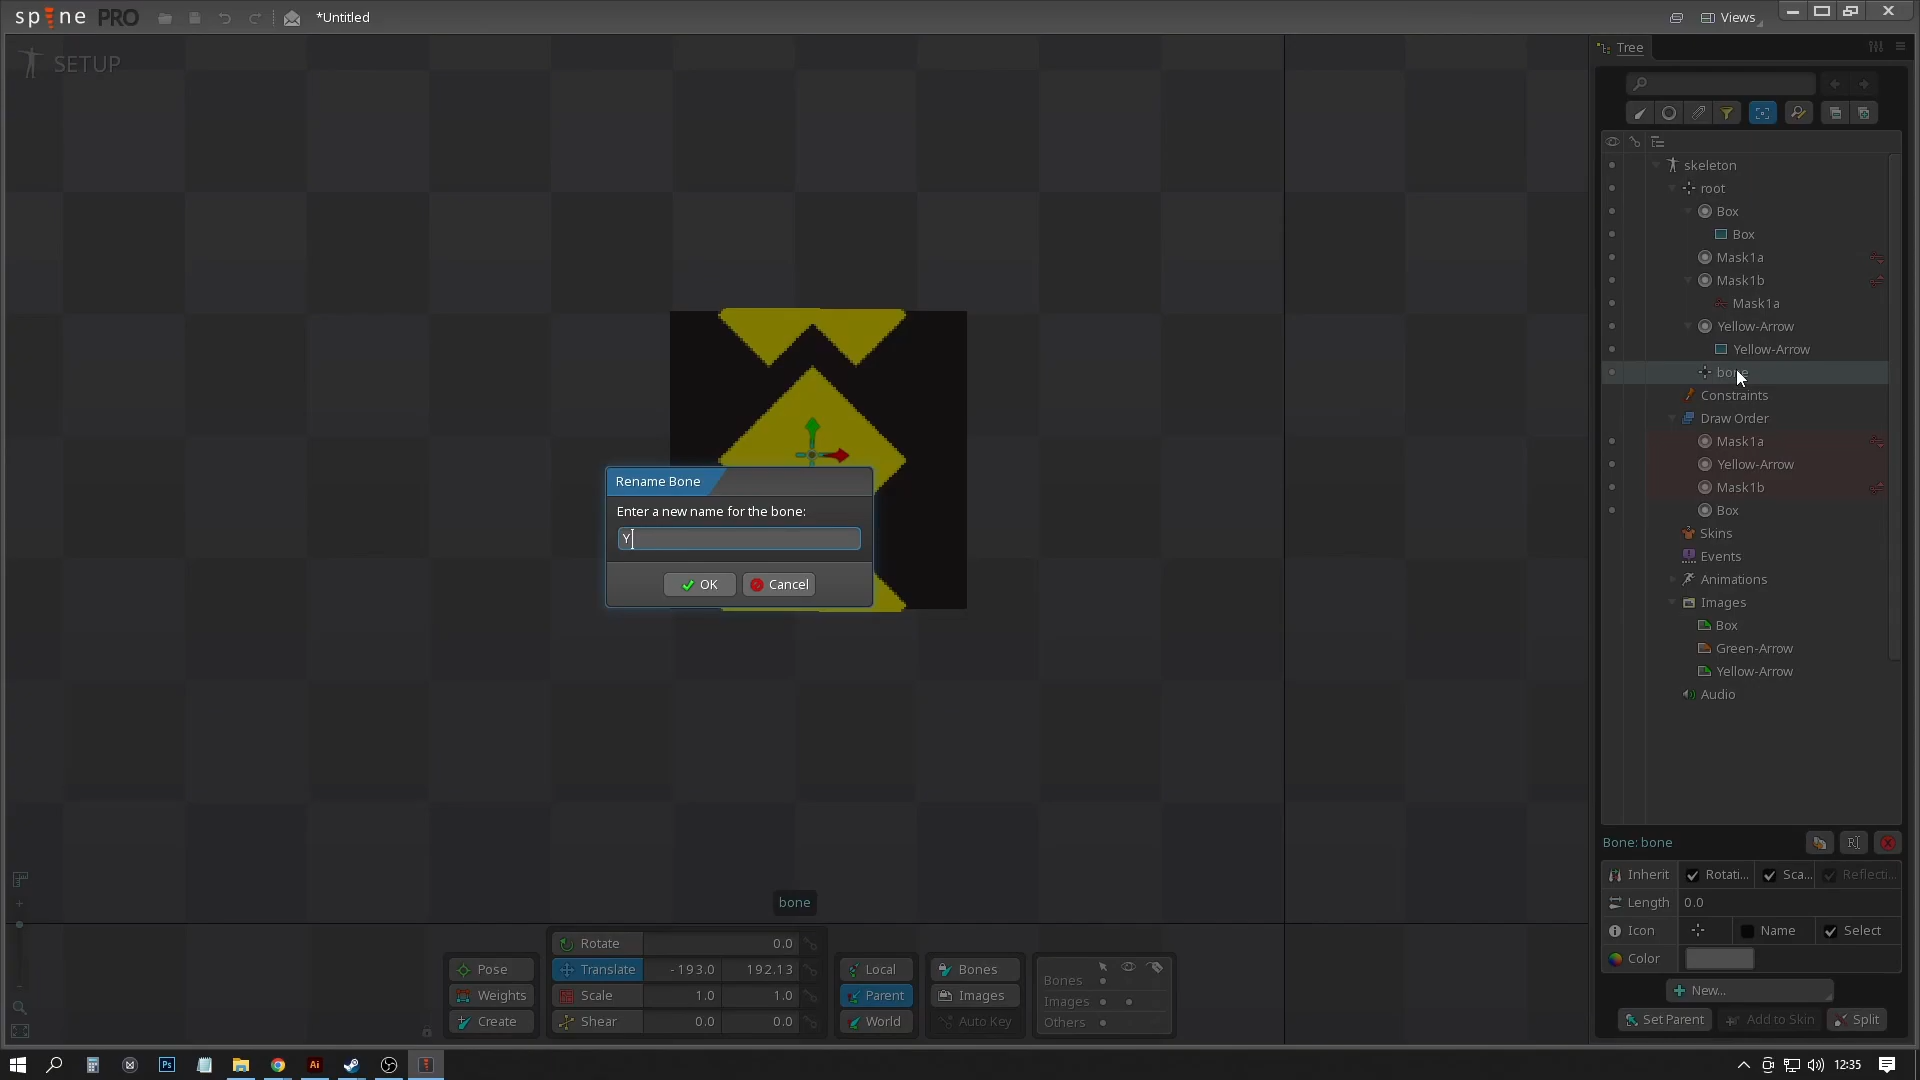 spine PRO
*Untitled
Views
SETUP
Tree
skeleton
root
Box
Box
Mask1a
Mask1b
Mask1a
Yellow-Arrow
Yellow-Arrow
bone
Constraints
Draw Order
Mask1a
Yellow-Arrow
Mask1b
Box
Skins
Events
Animations
Images
Box
Green-Arrow
Yellow-Arrow
Audio
Rename Bone
Enter a new name for the bone:
Y
OK
Cancel
Bone: bone
Inherit Rotati... Sca... Reflecti...
Length 0.0
Icon Name Select
Color
New...
Set Parent Add to Skin Split
bone
Pose
Weights
Create
Rotate 0.0
Translate -193.0 192.13
Scale 1.0 1.0
Shear 0.0 0.0
Local
Parent
World
Bones
Images
Auto Key
Bones
Images
Others
Ps
Ai
12:35